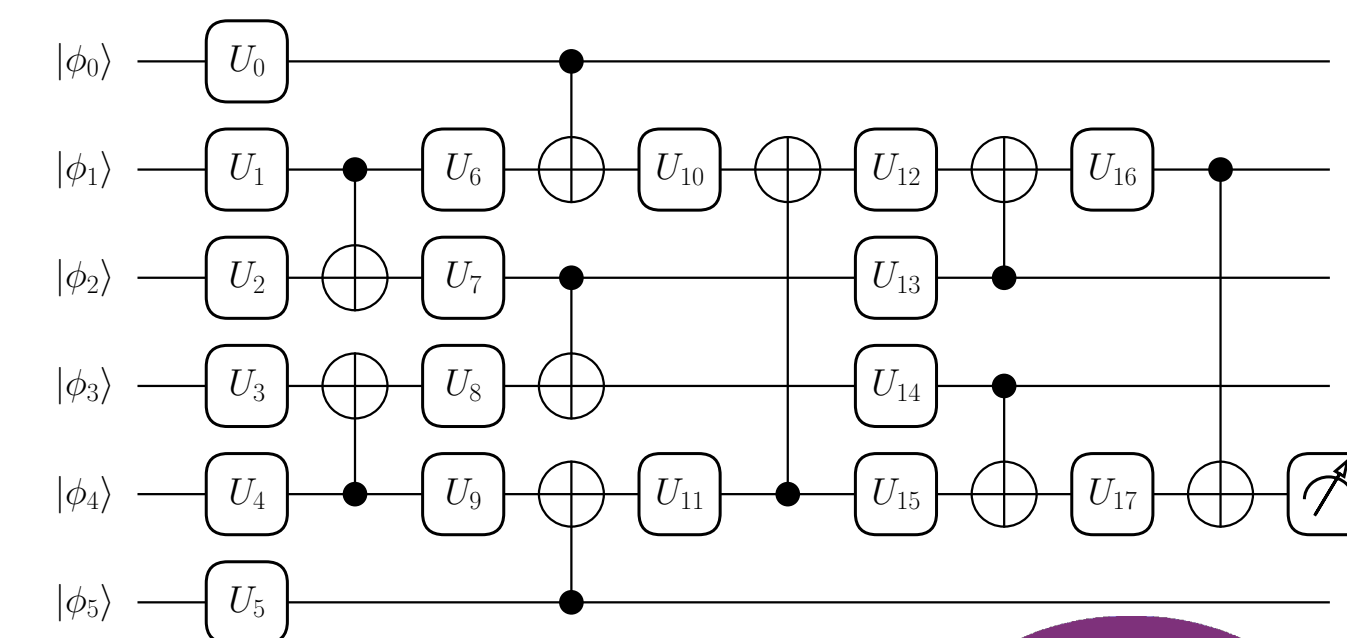 |ϕ₀⟩ U₀
|ϕ₁⟩ U₁ U₆ U₁₀ U₁₂ U₁₆
|ϕ₂⟩ U₂ U₇ U₁₃
|ϕ₃⟩ U₃ U₈ U₁₄
|ϕ₄⟩ U₄ U₉ U₁₁ U₁₅ U₁₇
|ϕ₅⟩ U₅